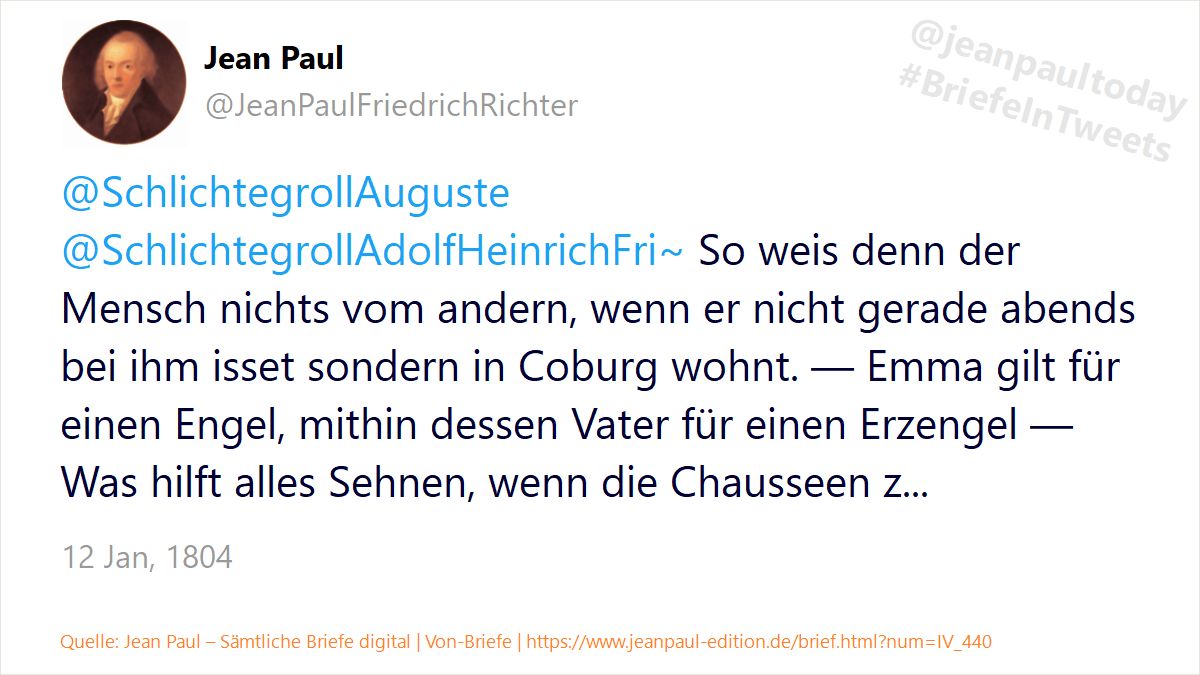 Jean Paul
@JeanPaulFriedrichRichter
@jeanpaultoday
#BriefeInTweets
@SchlichtegrollAuguste
@SchlichtegrollAdolfHeinrichFri~ So weis denn der
Mensch nichts vom andern, wenn er nicht gerade abends
bei ihm isset sondern in Coburg wohnt. — Emma gilt für
einen Engel, mithin dessen Vater für einen Erzengel —
Was hilft alles Sehnen, wenn die Chausseen z...
12 Jan, 1804
Quelle: Jean Paul – Sämtliche Briefe digital | Von-Briefe | https://www.jeanpaul-edition.de/brief.html?num=IV_440